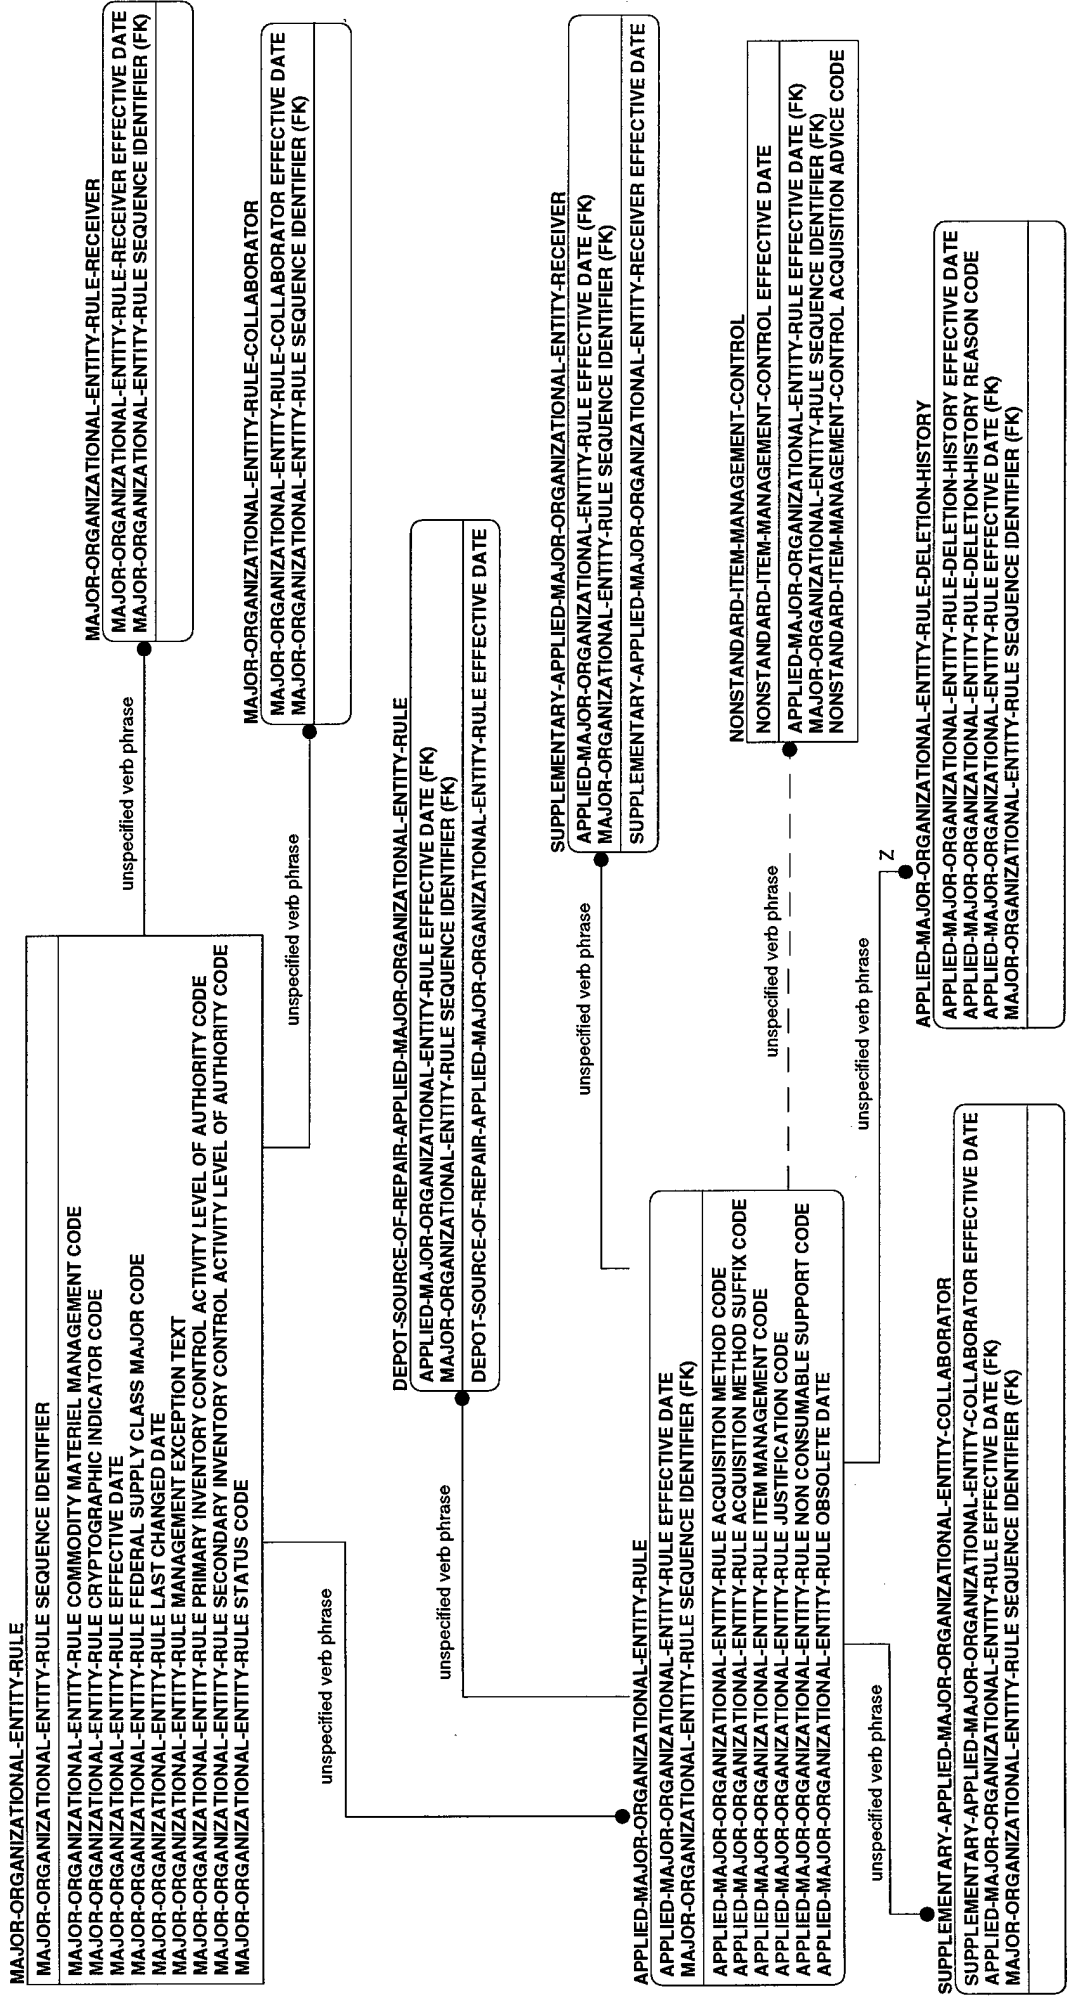 MAJOR-ORGANIZATIONAL-ENTITY-RULE
MAJOR-ORGANIZATIONAL-ENTITY-RULE SEQUENCE IDENTIFIER
MAJOR-ORGANIZATIONAL-ENTITY-RULE COMMODITY MATERIEL MANAGEMENT CODE
MAJOR-ORGANIZATIONAL-ENTITY-RULE CRYPTOGRAPHIC INDICATOR CODE
MAJOR-ORGANIZATIONAL-ENTITY-RULE EFFECTIVE DATE
MAJOR-ORGANIZATIONAL-ENTITY-RULE FEDERAL SUPPLY CLASS MAJOR CODE
MAJOR-ORGANIZATIONAL-ENTITY-RULE LAST CHANGED DATE
MAJOR-ORGANIZATIONAL-ENTITY-RULE MANAGEMENT EXCEPTION TEXT
MAJOR-ORGANIZATIONAL-ENTITY-RULE PRIMARY INVENTORY CONTROL ACTIVITY LEVEL OF AUTHORITY CODE
MAJOR-ORGANIZATIONAL-ENTITY-RULE SECONDARY INVENTORY CONTROL ACTIVITY LEVEL OF AUTHORITY CODE
MAJOR-ORGANIZATIONAL-ENTITY-RULE STATUS CODE
unspecified verb phrase
MAJOR-ORGANIZATIONAL-ENTITY-RULE-RECEIVER
MAJOR-ORGANIZATIONAL-ENTITY-RULE-RECEIVER EFFECTIVE DATE
MAJOR-ORGANIZATIONAL-ENTITY-RULE SEQUENCE IDENTIFIER (FK)
unspecified verb phrase
MAJOR-ORGANIZATIONAL-ENTITY-RULE-COLLABORATOR
MAJOR-ORGANIZATIONAL-ENTITY-RULE-COLLABORATOR EFFECTIVE DATE
MAJOR-ORGANIZATIONAL-ENTITY-RULE SEQUENCE IDENTIFIER (FK)
unspecified verb phrase
DEPOT-SOURCE-OF-REPAIR-APPLIED-MAJOR-ORGANIZATIONAL-ENTITY-RULE
APPLIED-MAJOR-ORGANIZATIONAL-ENTITY-RULE EFFECTIVE DATE (FK)
MAJOR-ORGANIZATIONAL-ENTITY-RULE SEQUENCE IDENTIFIER (FK)
DEPOT-SOURCE-OF-REPAIR-APPLIED-MAJOR-ORGANIZATIONAL-ENTITY-RULE EFFECTIVE DATE
unspecified verb phrase
SUPPLEMENTARY-APPLIED-MAJOR-ORGANIZATIONAL-ENTITY-RECEIVER
APPLIED-MAJOR-ORGANIZATIONAL-ENTITY-RULE EFFECTIVE DATE (FK)
MAJOR-ORGANIZATIONAL-ENTITY-RULE SEQUENCE IDENTIFIER (FK)
SUPPLEMENTARY-APPLIED-MAJOR-ORGANIZATIONAL-ENTITY-RECEIVER EFFECTIVE DATE
unspecified verb phrase
APPLIED-MAJOR-ORGANIZATIONAL-ENTITY-RULE
APPLIED-MAJOR-ORGANIZATIONAL-ENTITY-RULE EFFECTIVE DATE
MAJOR-ORGANIZATIONAL-ENTITY-RULE SEQUENCE IDENTIFIER (FK)
APPLIED-MAJOR-ORGANIZATIONAL-ENTITY-RULE ACQUISITION METHOD CODE
APPLIED-MAJOR-ORGANIZATIONAL-ENTITY-RULE ACQUISITION METHOD SUFFIX CODE
APPLIED-MAJOR-ORGANIZATIONAL-ENTITY-RULE ITEM MANAGEMENT CODE
APPLIED-MAJOR-ORGANIZATIONAL-ENTITY-RULE JUSTIFICATION CODE
APPLIED-MAJOR-ORGANIZATIONAL-ENTITY-RULE NON CONSUMABLE SUPPORT CODE
APPLIED-MAJOR-ORGANIZATIONAL-ENTITY-RULE OBSOLETE DATE
unspecified verb phrase
NONSTANDARD-ITEM-MANAGEMENT-CONTROL
NONSTANDARD-ITEM-MANAGEMENT-CONTROL EFFECTIVE DATE
APPLIED-MAJOR-ORGANIZATIONAL-ENTITY-RULE EFFECTIVE DATE (FK)
MAJOR-ORGANIZATIONAL-ENTITY-RULE SEQUENCE IDENTIFIER (FK)
NONSTANDARD-ITEM-MANAGEMENT-CONTROL ACQUISITION ADVICE CODE
unspecified verb phrase
Z
APPLIED-MAJOR-ORGANIZATIONAL-ENTITY-RULE-DELETION-HISTORY
APPLIED-MAJOR-ORGANIZATIONAL-ENTITY-RULE-DELETION-HISTORY EFFECTIVE DATE
APPLIED-MAJOR-ORGANIZATIONAL-ENTITY-RULE-DELETION-HISTORY REASON CODE
APPLIED-MAJOR-ORGANIZATIONAL-ENTITY-RULE EFFECTIVE DATE (FK)
MAJOR-ORGANIZATIONAL-ENTITY-RULE SEQUENCE IDENTIFIER (FK)
unspecified verb phrase
SUPPLEMENTARY-APPLIED-MAJOR-ORGANIZATIONAL-ENTITY-COLLABORATOR
SUPPLEMENTARY-APPLIED-MAJOR-ORGANIZATIONAL-ENTITY-COLLABORATOR EFFECTIVE DATE
APPLIED-MAJOR-ORGANIZATIONAL-ENTITY-RULE EFFECTIVE DATE (FK)
MAJOR-ORGANIZATIONAL-ENTITY-RULE SEQUENCE IDENTIFIER (FK)